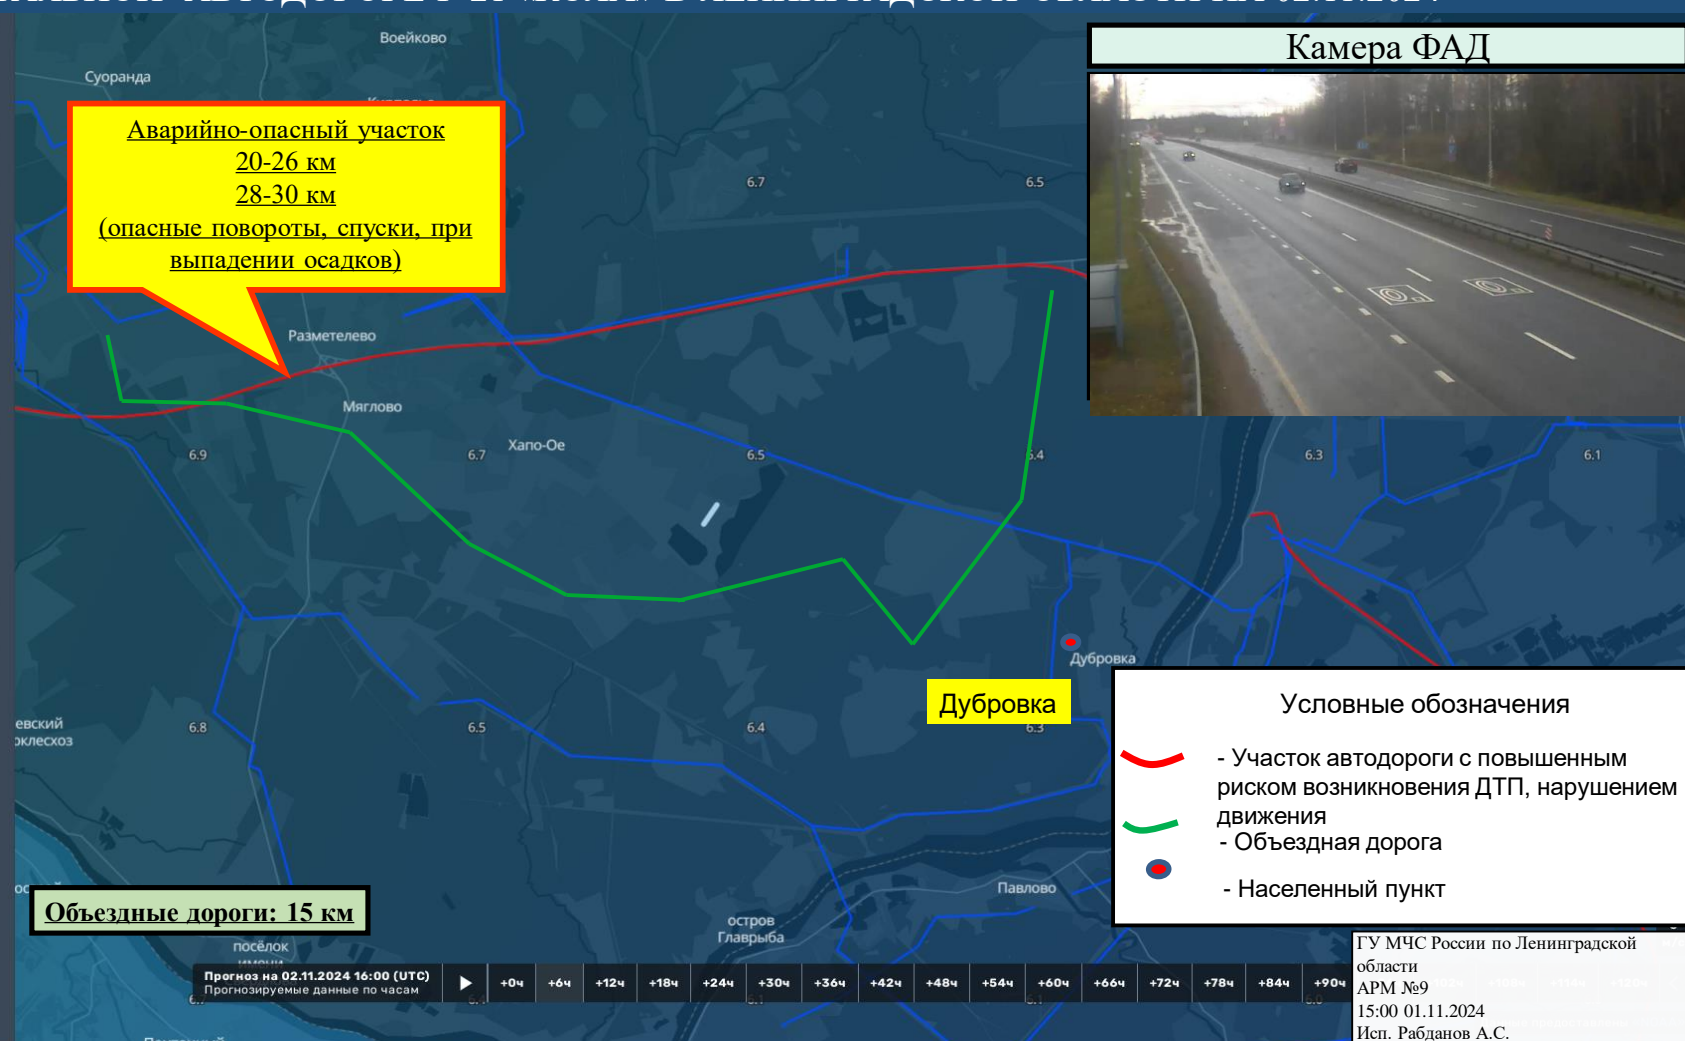 Камера ФАД
Воейково
Суоранда
Аварийно-опасный участок
20-26 км
28-30 км
(опасные повороты, спуски, при
выпадении осадков)
6.7
6.5
Разметелево
Мяглово
Хапо-Ое
6.9
6.7
6.5
6.4
6.3
6.1
Дубровка
Дубровка
6.8
6.5
6.4
6.3
Условные обозначения
- Участок автодороги с повышенным
риском возникновения ДТП, нарушением
движения
- Объездная дорога
- Населенный пункт
Павлово
остров
Главрыба
Объездные дороги: 15 км
посёлок
Прогноз на 02.11.2024 16:00 (UTC)
Прогнозируемые данные по часам
+0ч +6ч +12ч +18ч +24ч +30ч +36ч +42ч +48ч +54ч +60ч +66ч +72ч +78ч +84ч +90ч
ГУ МЧС России по Ленинградской
области
АРМ №9
15:00 01.11.2024
Исп. Рабданов А.С.